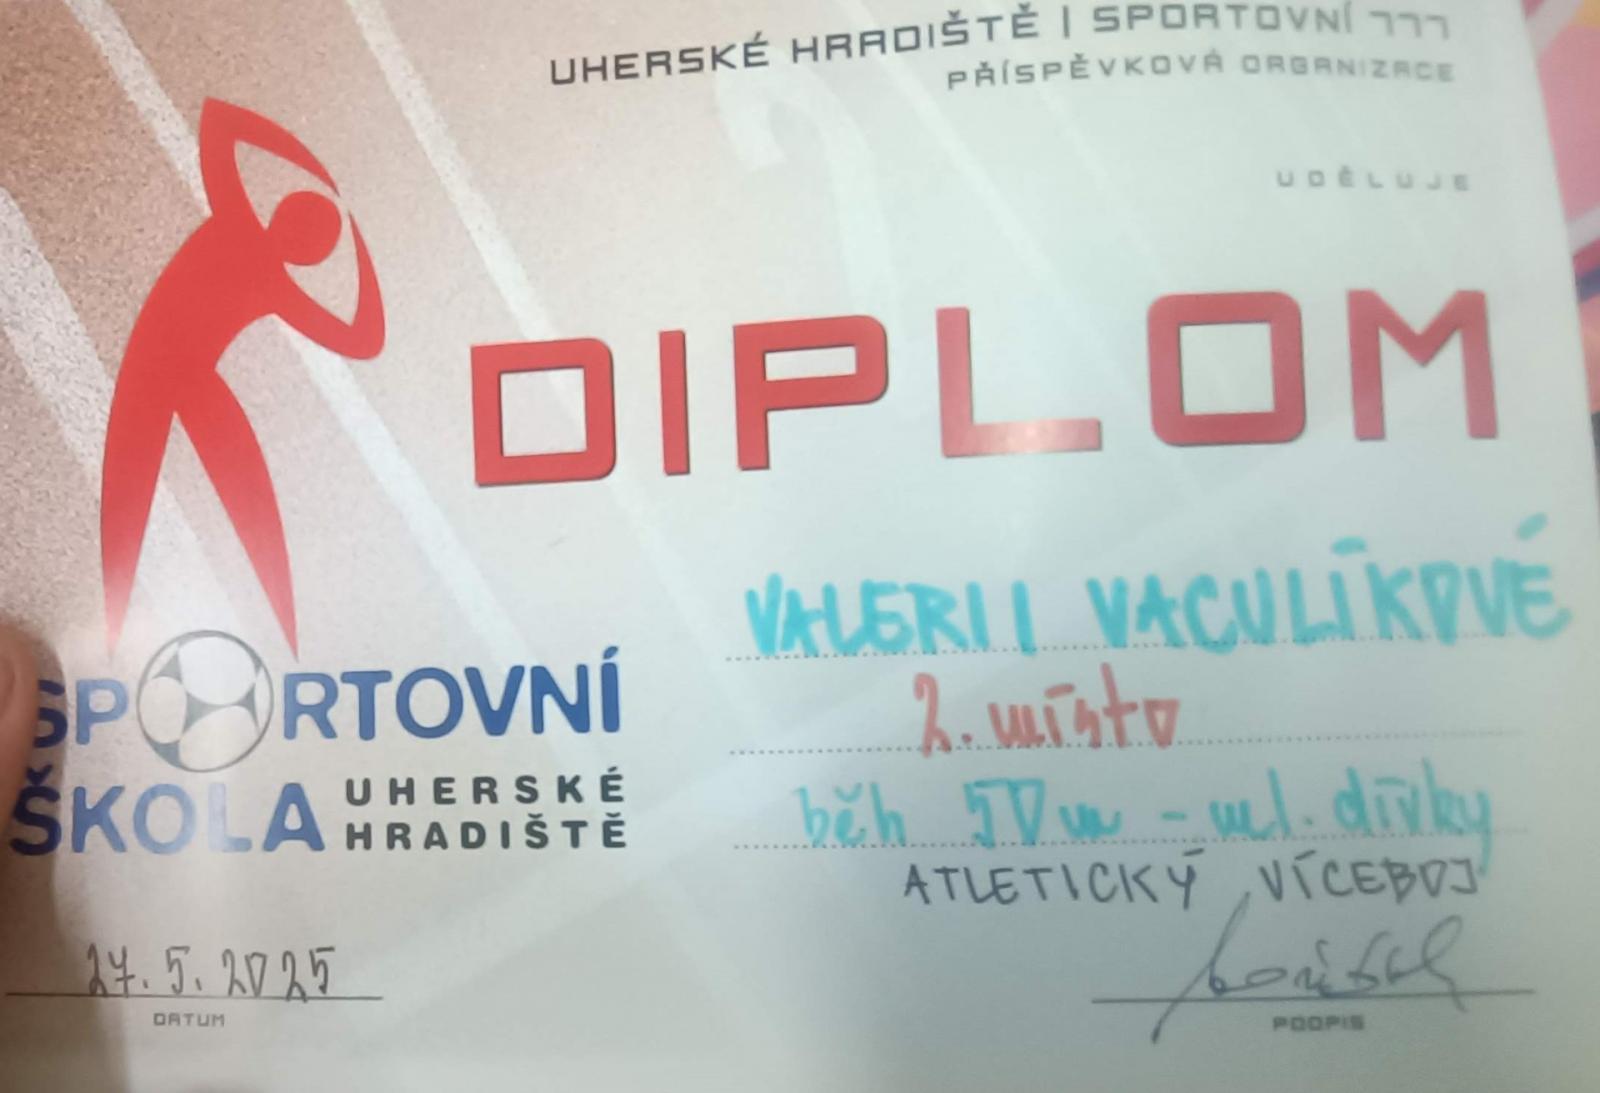 UHERSKÉ HRADIŠTĚ | SPORTOVNÍ 777
PŘÍSPĚVKOVÁ ORGANIZACE
UDĚLUJE
DIPLOM
VALERII VACULÍKOVÉ
2. místo
běh 50m - ml. dívky
ATLETICKÝ VÍCEBOJ
SPORTOVNÍ
ŠKOLA UHERSKÉ HRADIŠTĚ
27.5.2025
DATUM
PODPIS